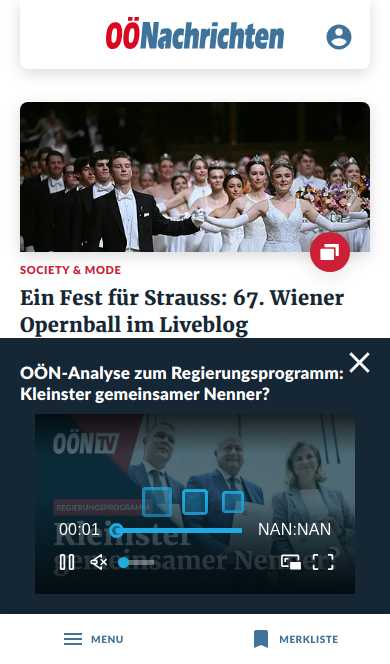 OÖNachrichten
SOCIETY & MODE
Ein Fest für Strauss: 67. Wiener
Opernball im Liveblog
OÖN-Analyse zum Regierungsprogramm:
Kleinster gemeinsamer Nenner?
OÖN TV
REGIERUNGSPROGRAMM
Kleinster
gemeinsamer Nenner?
00:01 NAN:NAN
MENU MERKLISTE